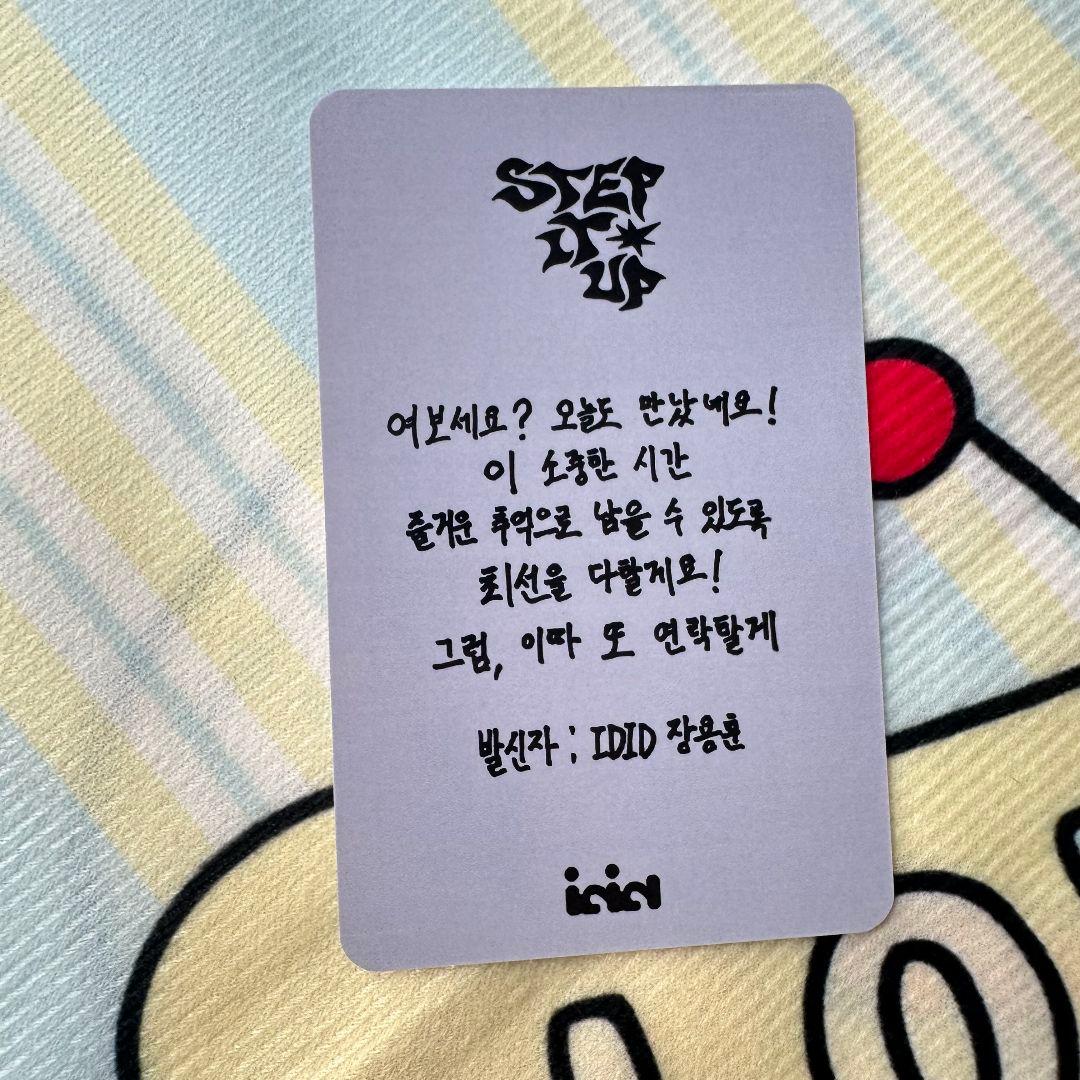 STEP
IT
UP
여보세요? 오늘도 만났네요!
이 소중한 시간
즐거운 추억으로 남을 수 있도록
최선을 다할게요!
그럼, 이따 또 연락할게
발신자 : IDID 장용훈